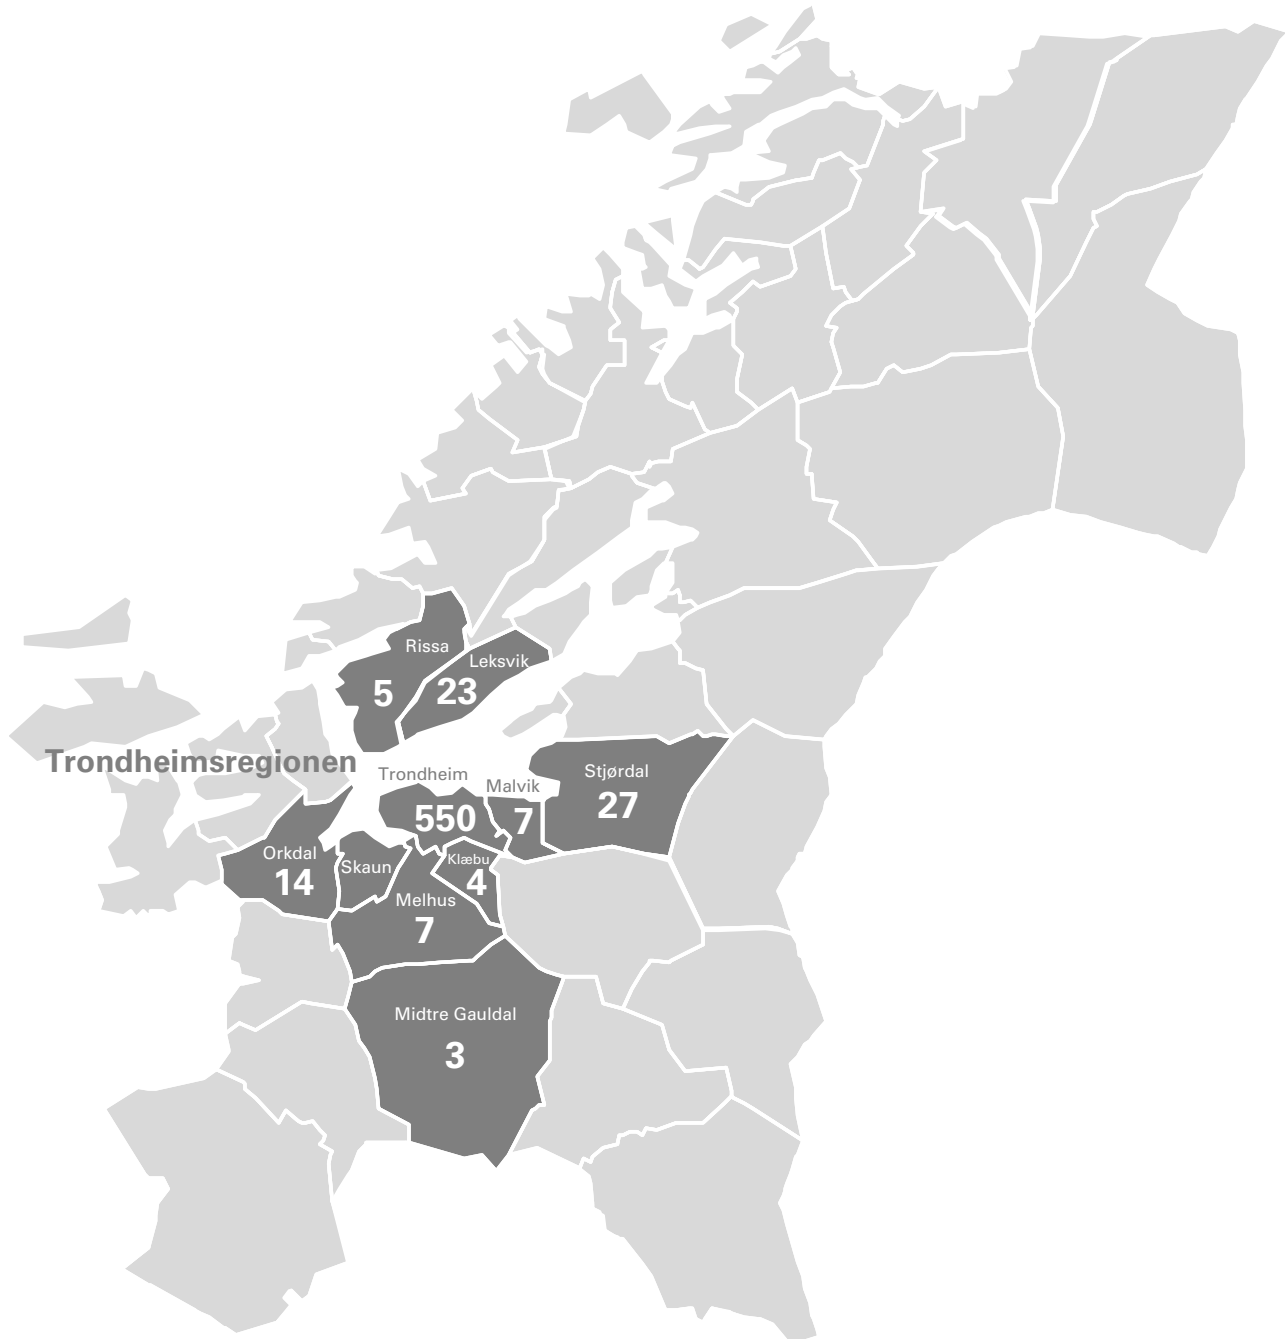 Rissa
5
Leksvik
23
Trondheimsregionen
Trondheim
550
Malvik
7
Stjørdal
27
Orkdal
14
Skaun
Klæbu
4
Melhus
7
Midtre Gauldal
3